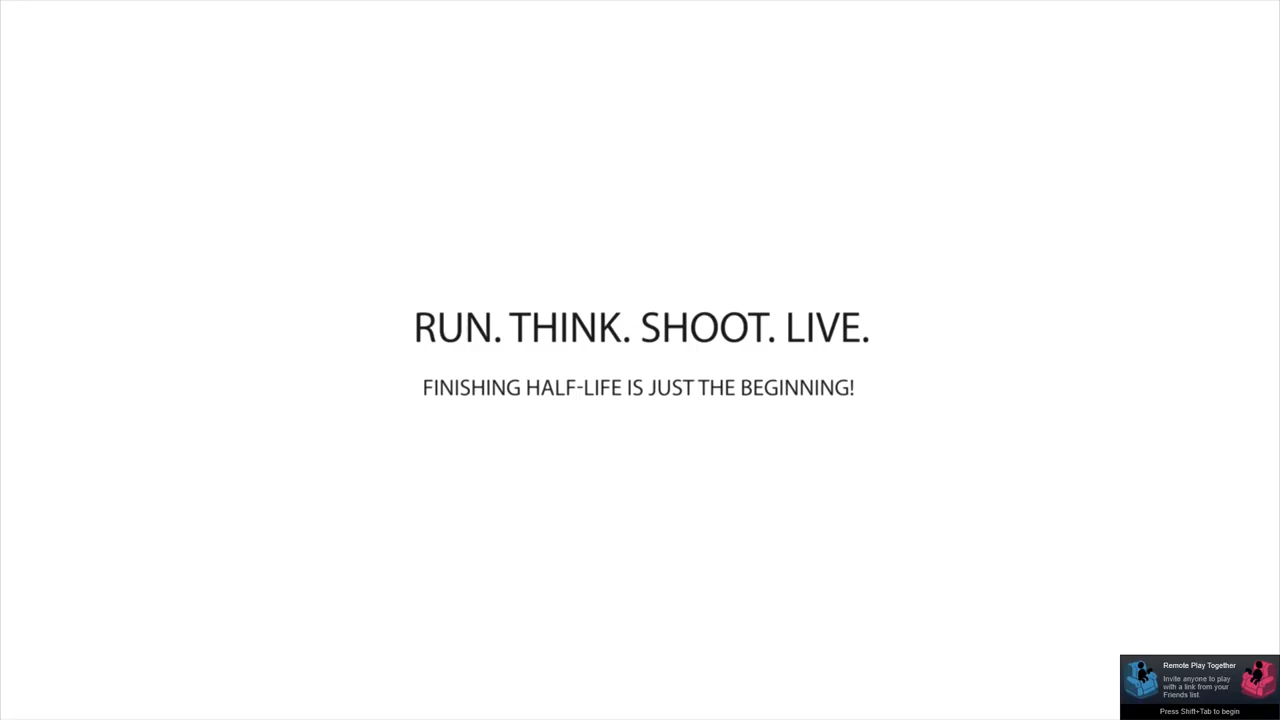 RUN. THINK. SHOOT. LIVE.
FINISHING HALF-LIFE IS JUST THE BEGINNING!
Remote Play Together
Invite anyone to play
with a link from your
Friends list.
Press Shift+Tab to begin